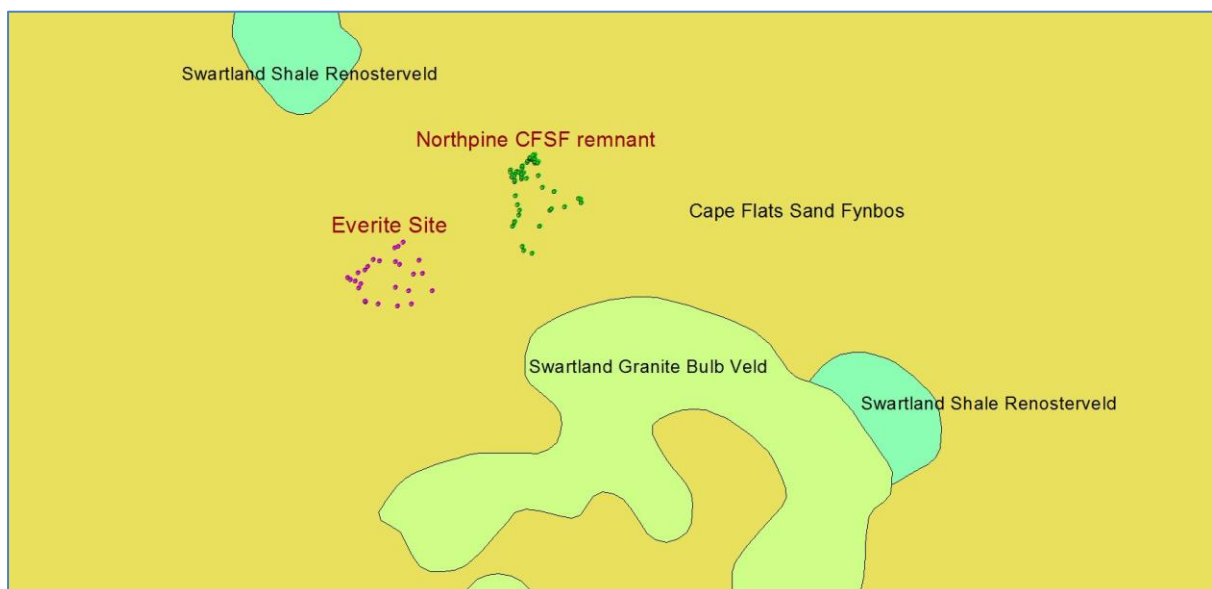 Swartland Shale Renosterveld
Northpine CFSF remnant
Cape Flats Sand Fynbos
Everite Site
Swartland Granite Bulb Veld
Swartland Shale Renosterveld